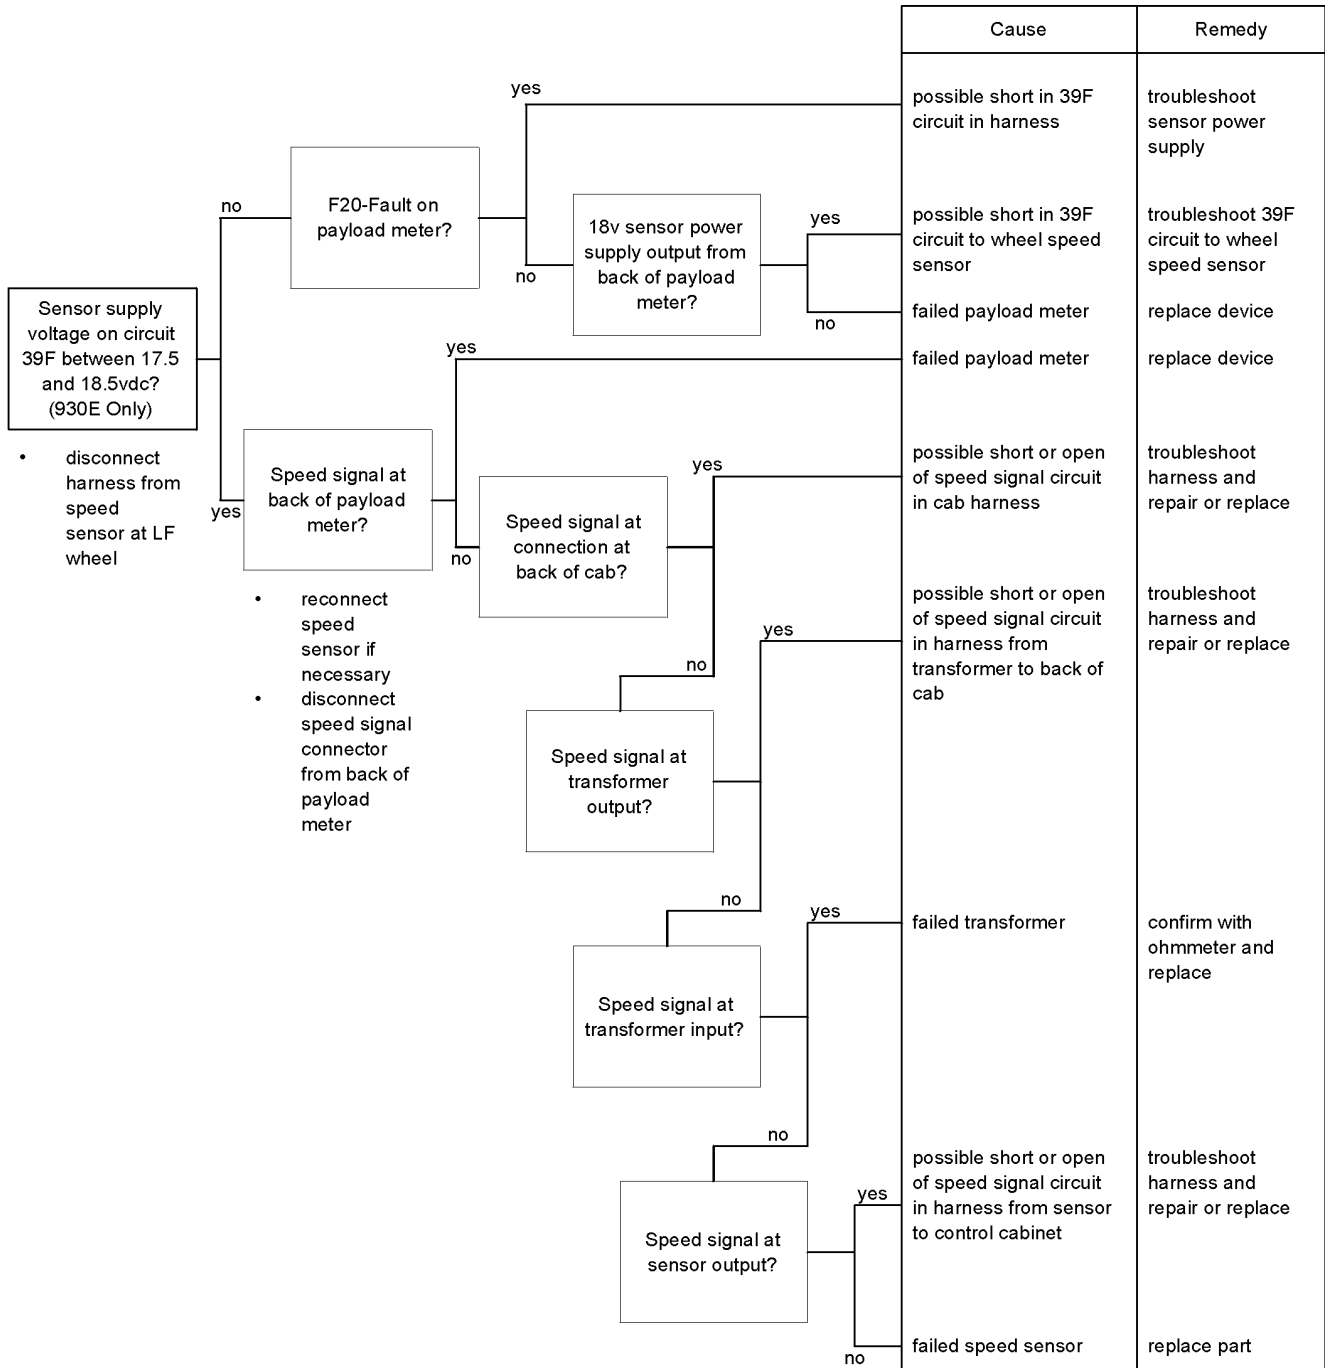 Cause
Remedy
yes
possible short in 39F
circuit in harness
troubleshoot
sensor power
supply
no
F20-Fault on
payload meter?
no
18v sensor power
supply output from
back of payload
meter?
yes
possible short in 39F
circuit to wheel speed
sensor
troubleshoot 39F
circuit to wheel
speed sensor
no
failed payload meter
replace device
Sensor supply
voltage on circuit
39F between 17.5
and 18.5vdc?
(930E Only)
• disconnect
harness from
speed
sensor at LF
wheel
yes
Speed signal at
back of payload
meter?
yes
failed payload meter
replace device
• reconnect
speed
sensor if
necessary
• disconnect
speed signal
connector
from back of
payload
meter
no
Speed signal at
connection at
back of cab?
yes
possible short or open
of speed signal circuit
in cab harness
troubleshoot
harness and
repair or replace
no
Speed signal at
transformer
output?
yes
possible short or open
of speed signal circuit
in harness from
transformer to back of
cab
troubleshoot
harness and
repair or replace
no
Speed signal at
transformer input?
yes
failed transformer
confirm with
ohmmeter and
replace
no
Speed signal at
sensor output?
yes
possible short or open
of speed signal circuit
in harness from sensor
to control cabinet
troubleshoot
harness and
repair or replace
no
failed speed sensor
replace part